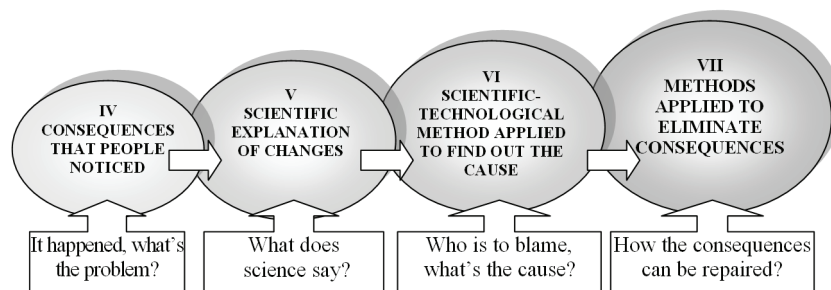 IV
CONSEQUENCES
THAT PEOPLE
NOTICED
V
SCIENTIFIC
EXPLANATION
OF CHANGES
VI
SCIENTIFIC-
TECHNOLOGICAL
METHOD APPLIED
TO FIND OUT THE
CAUSE
VII
METHODS
APPLIED TO
ELIMINATE
CONSEQUENCES
It happened, what's
the problem?
What does
science say?
Who is to blame,
what's the cause?
How the consequences
can be repaired?